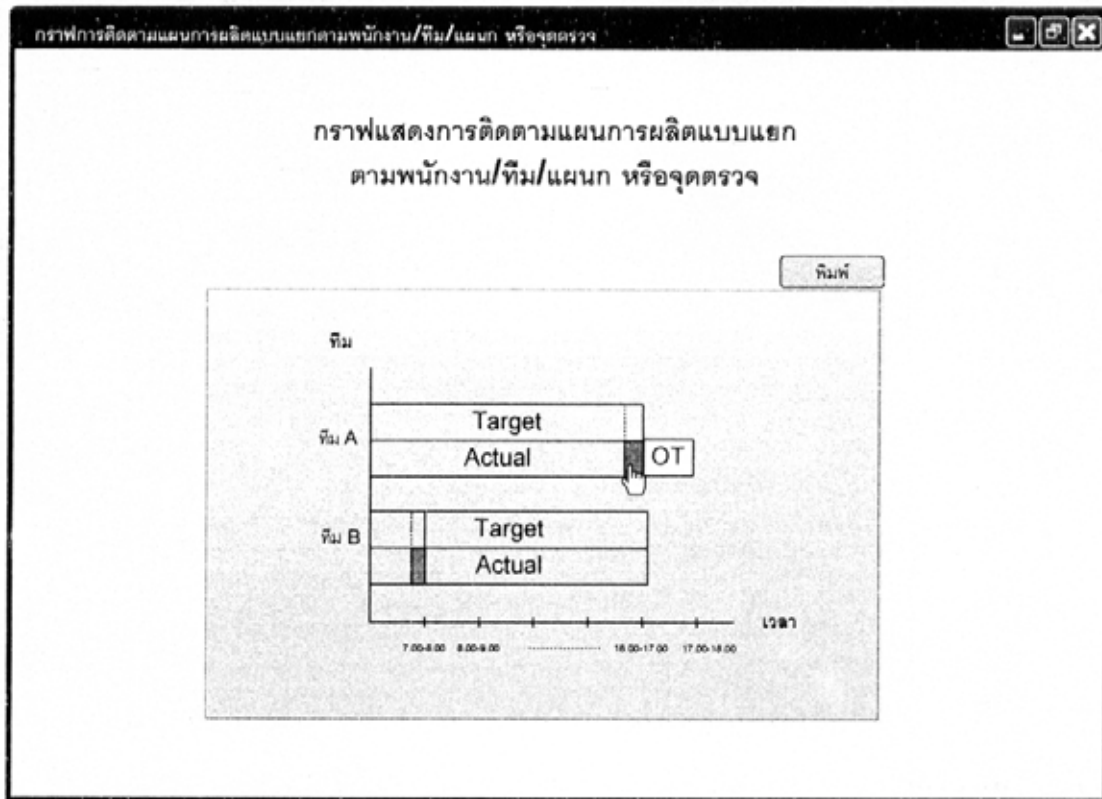 กราฟการติดตามแผนการผลิตแบบแยกตามพนักงาน/ทีม/แผนก หรือจุดตรวจ
กราฟแสดงการติดตามแผนการผลิตแบบแยก
ตามพนักงาน/ทีม/แผนก หรือจุดตรวจ
พิมพ์
ทีม
Target
ทีม A
Actual
OT
Target
ทีม B
Actual
เวลา
7.00-8.00 8.00-9.00 16.00-17.00 17.00-18.00